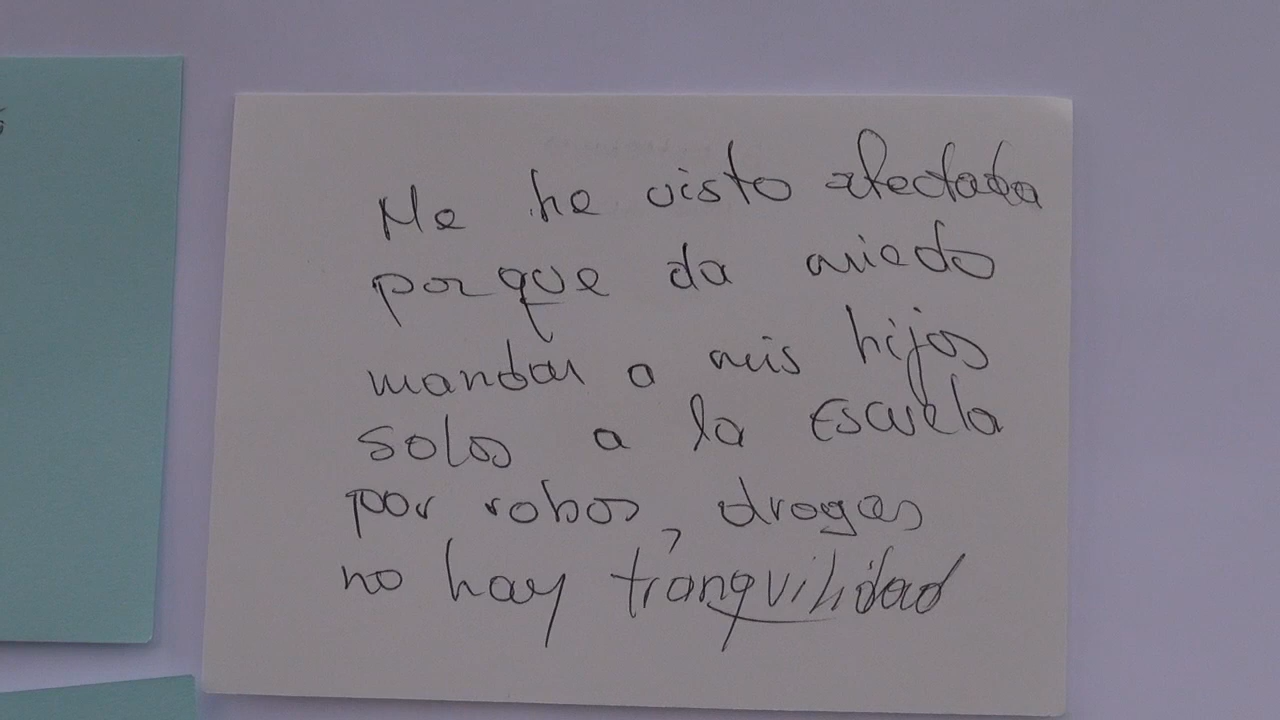 Me he visto afectada
porque da miedo
mandar a mis hijos
solos a la Escuela
por robos, drogas
no hay tranquilidad